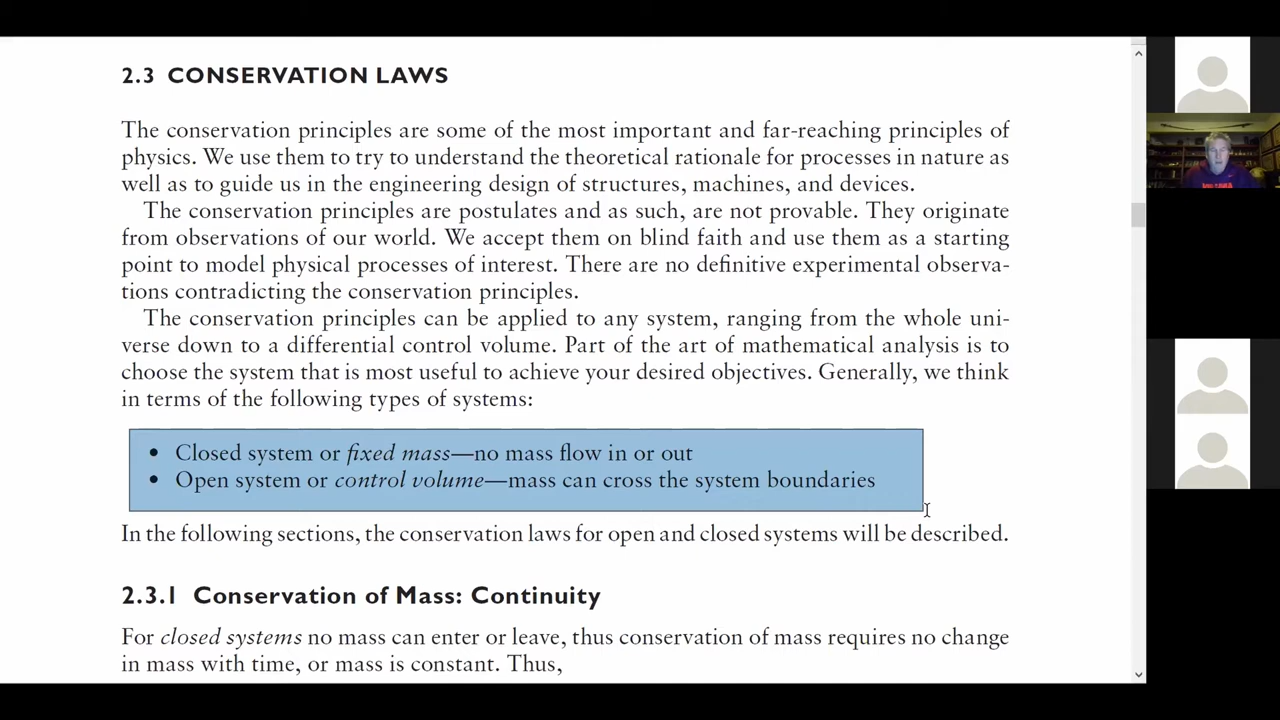 2.3 CONSERVATION LAWS
The conservation principles are some of the most important and far-reaching principles of
physics. We use them to try to understand the theoretical rationale for processes in nature as
well as to guide us in the engineering design of structures, machines, and devices.
The conservation principles are postulates and as such, are not provable. They originate
from observations of our world. We accept them on blind faith and use them as a starting
point to model physical processes of interest. There are no definitive experimental observa-
tions contradicting the conservation principles.
The conservation principles can be applied to any system, ranging from the whole uni-
verse down to a differential control volume. Part of the art of mathematical analysis is to
choose the system that is most useful to achieve your desired objectives. Generally, we think
in terms of the following types of systems:
• Closed system or fixed mass—no mass flow in or out
• Open system or control volume—mass can cross the system boundaries
In the following sections, the conservation laws for open and closed systems will be described.
2.3.1 Conservation of Mass: Continuity
For closed systems no mass can enter or leave, thus conservation of mass requires no change
in mass with time, or mass is constant. Thus,